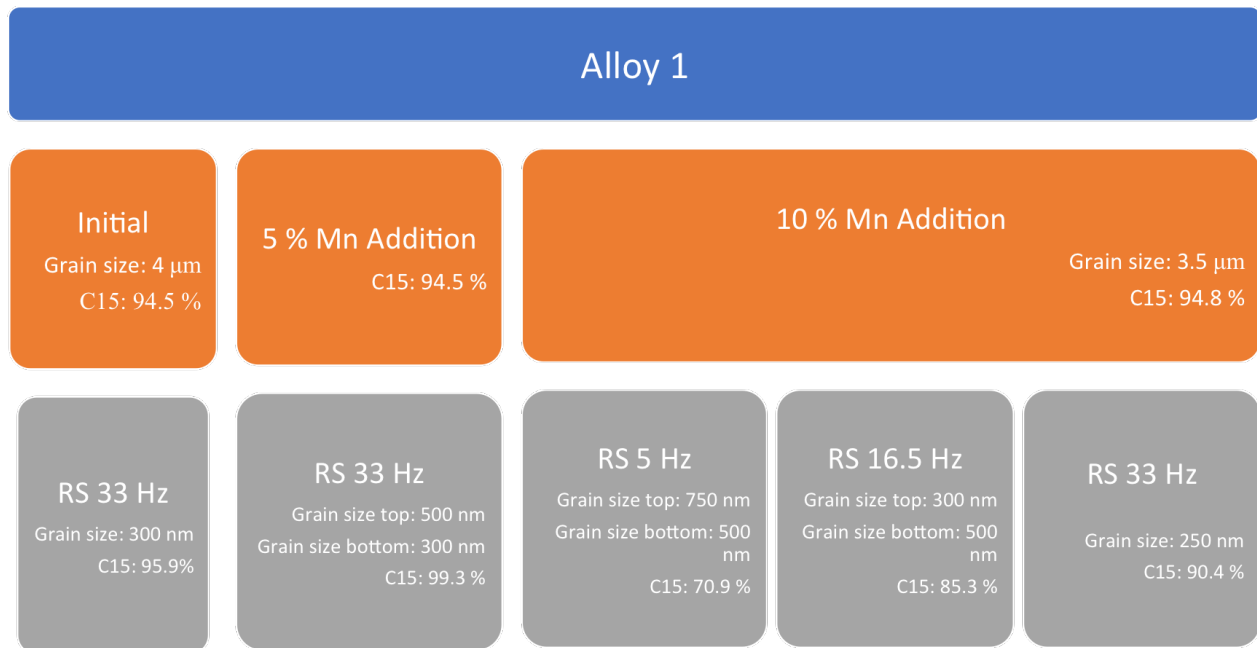 Alloy 1
Initial
Grain size: 4 μm
C15: 94.5 %
5 % Mn Addition
C15: 94.5 %
10 % Mn Addition
Grain size: 3.5 μm
C15: 94.8 %
RS 33 Hz
Grain size: 300 nm
C15: 95.9%
RS 33 Hz
Grain size top: 500 nm
Grain size bottom: 300 nm
C15: 99.3 %
RS 5 Hz
Grain size top: 750 nm
Grain size bottom: 500
nm
C15: 70.9 %
RS 16.5 Hz
Grain size top: 300 nm
Grain size bottom: 500
nm
C15: 85.3 %
RS 33 Hz
Grain size: 250 nm
C15: 90.4 %